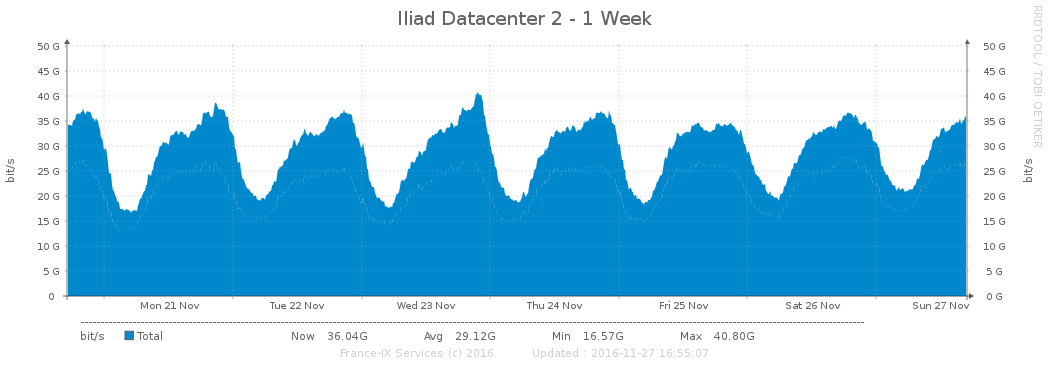 Iliad Datacenter 2 - 1 Week
RRDTOOL / TOBI OETIKER
bit/s
bit/s
50 G 50 G
45 G 45 G
40 G 40 G
35 G 35 G
30 G 30 G
25 G 25 G
20 G 20 G
15 G 15 G
10 G 10 G
5 G 5 G
0 0 G
Mon 21 Nov Tue 22 Nov Wed 23 Nov Thu 24 Nov Fri 25 Nov Sat 26 Nov Sun 27 Nov
bit/s Total Now 36.04G Avg 29.12G Min 16.57G Max 40.80G
France-IX Services (c) 2016 Updated : 2016-11-27 16:55:07